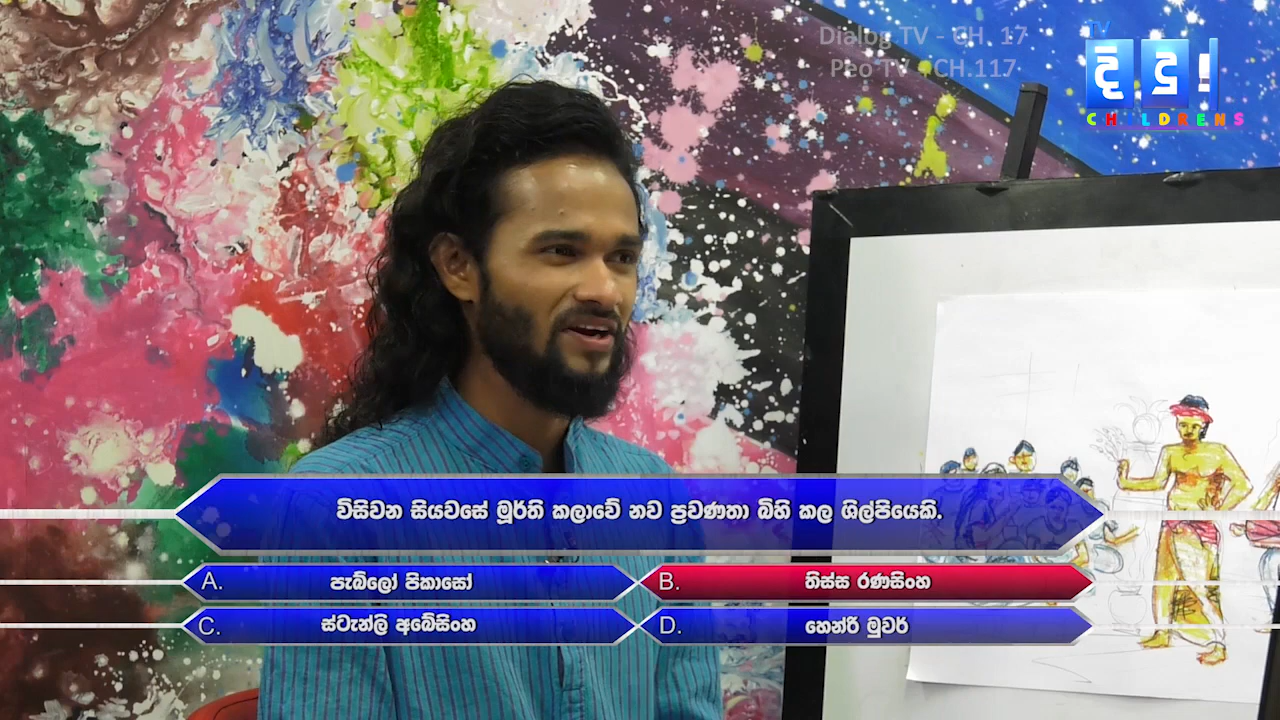 Dialog TV - CH. 17
Peo TV - CH.117
TV
දි දු!
CHILDRENS
විසිවන සියවසේ මූර්ති කලාවේ නව ප්‍රවණතා බිහි කල ශිල්පියෙකි.
A. පැබ්ලෝ පිකාසෝ
B. තිස්ස රණසිංහ
C. ස්ටැන්ලි අබේසිංහ
D. හෙන්රි මුවර්